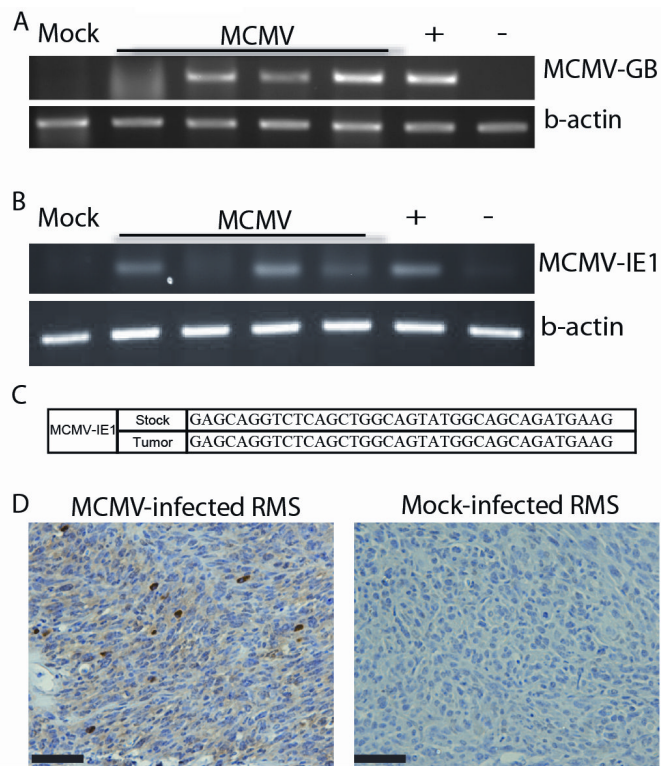 A
Mock MCMV + -
MCMV-GB
b-actin
B
Mock MCMV + -
MCMV-IE1
b-actin
C
MCMV-IE1 Stock GAGCAGGTCTCAGCTGGCAGTATGGCAGCAGATGAAG
Tumor GAGCAGGTCTCAGCTGGCAGTATGGCAGCAGATGAAG
D
MCMV-infected RMS Mock-infected RMS